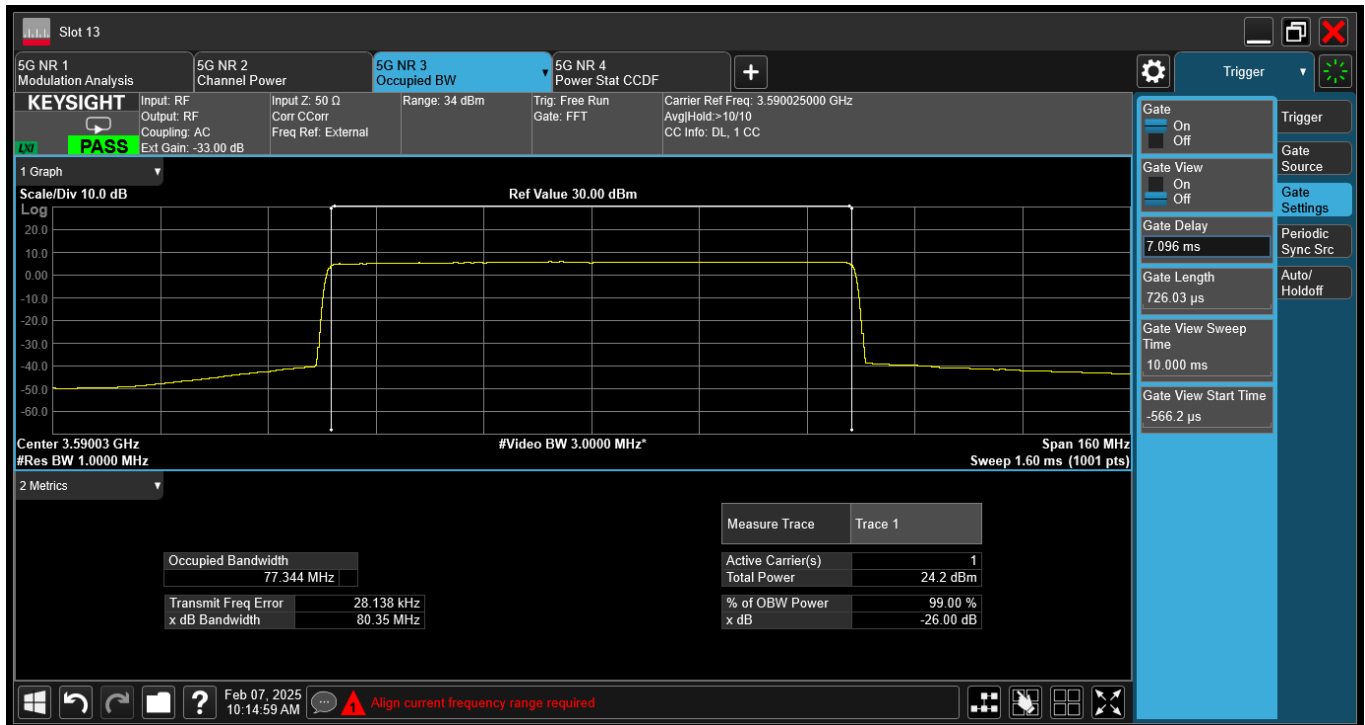 Slot 13
5G NR 1
Modulation Analysis
5G NR 2
Channel Power
5G NR 3
Occupied BW
5G NR 4
Power Stat CCDF
Trigger
KEYSIGHT
LXI
PASS
Input: RF
Output: RF
Coupling: AC
Ext Gain: -33.00 dB
Input Z: 50 Ω
Corr CCorr
Freq Ref: External
Range: 34 dBm
Trig: Free Run
Gate: FFT
Carrier Ref Freq: 3.590025000 GHz
Avg|Hold:>10/10
CC Info: DL, 1 CC
1 Graph
Scale/Div 10.0 dB
Ref Value 30.00 dBm
Log
20.0
10.0
0.00
-10.0
-20.0
-30.0
-40.0
-50.0
-60.0
Center 3.59003 GHz
#Video BW 3.0000 MHz*
Span 160 MHz
#Res BW 1.0000 MHz
Sweep 1.60 ms (1001 pts)
2 Metrics
Measure Trace Trace 1
Occupied Bandwidth
77.344 MHz
Transmit Freq Error 28.138 kHz
x dB Bandwidth 80.35 MHz
Active Carrier(s) 1
Total Power 24.2 dBm
% of OBW Power 99.00 %
x dB -26.00 dB
Gate
On
Off
Gate View
On
Off
Gate Delay
7.096 ms
Gate Length
726.03 µs
Gate View Sweep
Time
10.000 ms
Gate View Start Time
-566.2 µs
Trigger
Gate
Source
Gate
Settings
Periodic
Sync Src
Auto/
Holdoff
Feb 07, 2025
10:14:59 AM
1
Align current frequency range required